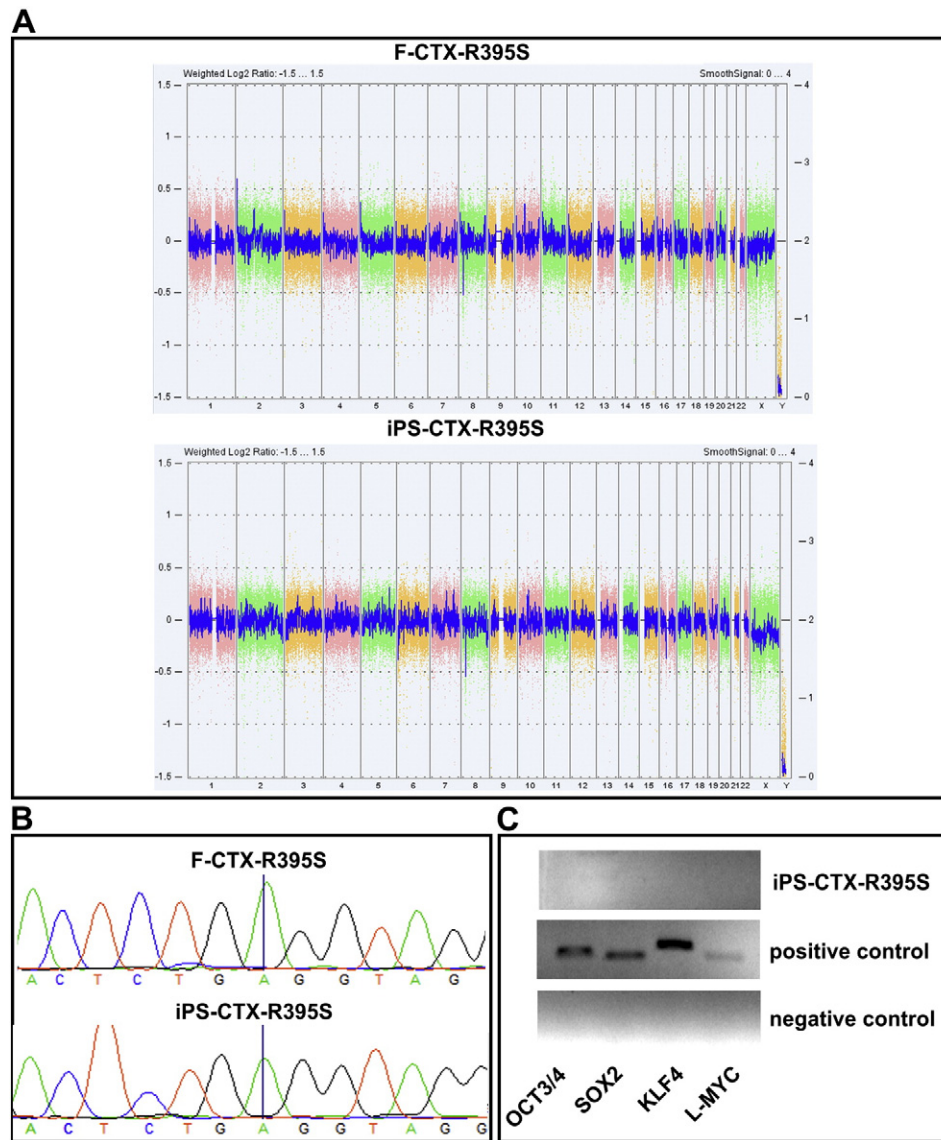 A
F-CTX-R395S
Weighted Log2 Ratio: -1.5 ... 1.5 SmoothSignal: 0 ... 4
1.5 4
1 3
0.5
0 2
-0.5
-1 1
-1.5 0
1 2 3 4 5 6 7 8 9 10 11 12 13 14 15 16 17 18 19 20 21 22 X Y
iPS-CTX-R395S
Weighted Log2 Ratio: -1.5 ... 1.5 SmoothSignal: 0 ... 4
1.5 4
1 3
0.5
0 2
-0.5
-1 1
-1.5 0
1 2 3 4 5 6 7 8 9 10 11 12 13 14 15 16 17 18 19 20 21 22 X Y
B
F-CTX-R395S
A C T C T G A G G T A G
iPS-CTX-R395S
A C T C T G A G G T A G G
C
iPS-CTX-R395S
positive control
negative control
OCT3/4 SOX2 KLF4 L-MYC